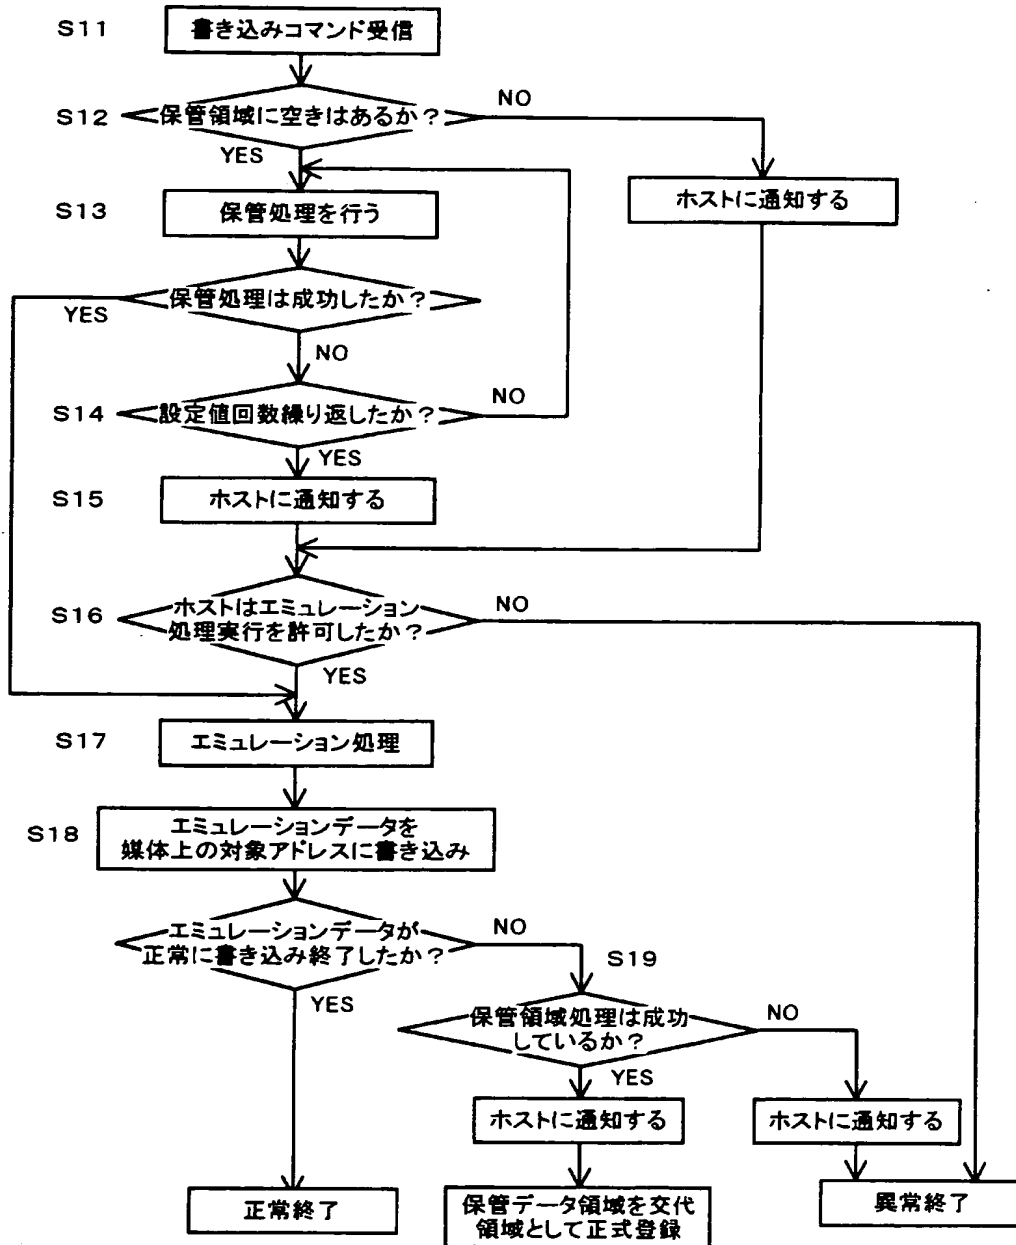 S11
書き込みコマンド受信
S12
保管領域に空きはあるか？
NO
YES
S13
保管処理を行う
ホストに通知する
保管処理は成功したか？
YES
NO
S14
設定値回数繰り返したか？
NO
YES
S15
ホストに通知する
S16
ホストはエミュレーション
処理実行を許可したか？
NO
YES
S17
エミュレーション処理
S18
エミュレーションデータを
媒体上の対象アドレスに書き込み
エミュレーションデータが
正常に書き込み終了したか？
NO
YES
S19
保管領域処理は成功
しているか？
NO
YES
ホストに通知する
ホストに通知する
正常終了
保管データ領域を交代
領域として正式登録
異常終了